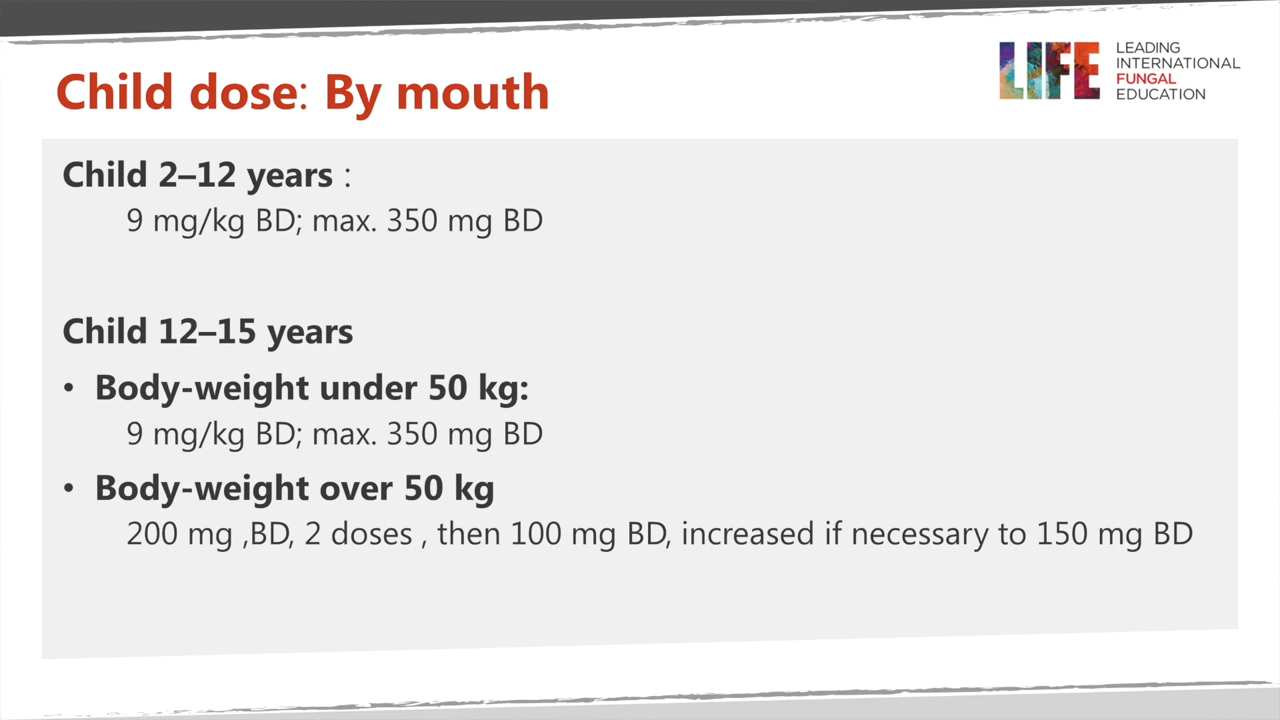 Child dose: By mouth
LIFE
LEADING
INTERNATIONAL
FUNGAL
EDUCATION
Child 2–12 years :
9 mg/kg BD; max. 350 mg BD
Child 12–15 years
• Body-weight under 50 kg:
9 mg/kg BD; max. 350 mg BD
• Body-weight over 50 kg
200 mg ,BD, 2 doses , then 100 mg BD, increased if necessary to 150 mg BD